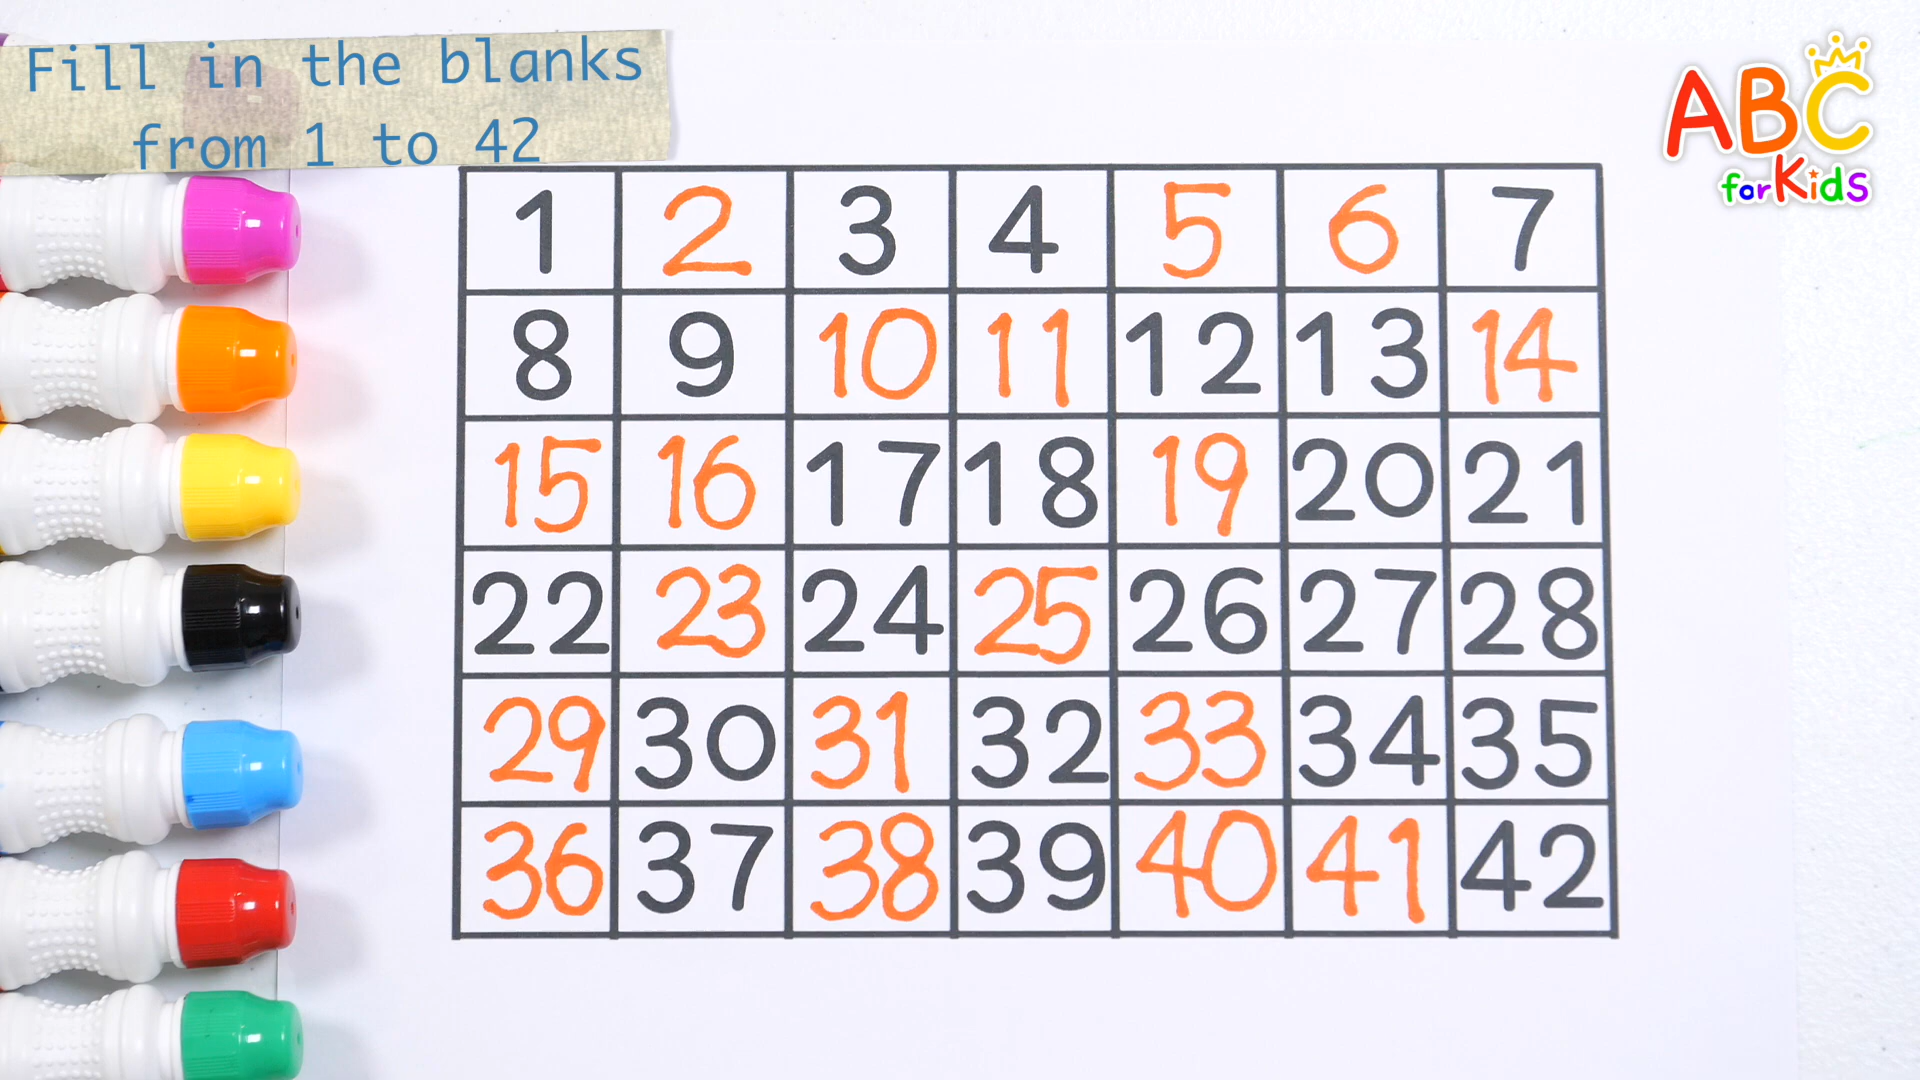 Fill in the blanks
from 1 to 42
ABC
for Kids
1 2 3 4 5 6 7
8 9 10 11 12 13 14
15 16 17 18 19 20 21
22 23 24 25 26 27 28
29 30 31 32 33 34 35
36 37 38 39 40 41 42